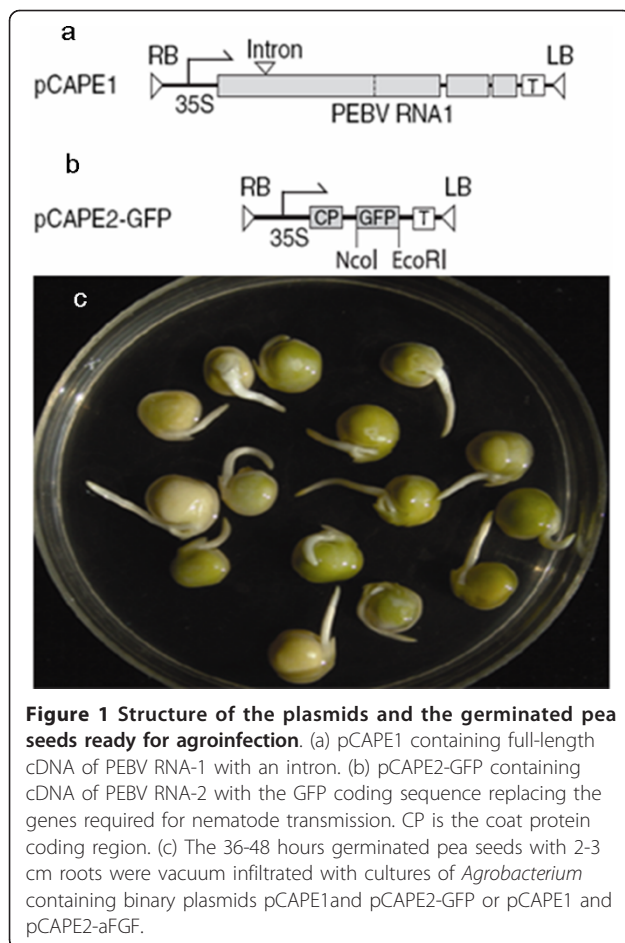 a
RB Intron LB
pCAPE1 T
35S PEBV RNA1
b
RB LB
pCAPE2-GFP CP GFP T
35S
NcoI EcoRI
c
Figure 1 Structure of the plasmids and the germinated pea
seeds ready for agroinfection. (a) pCAPE1 containing full-length
cDNA of PEBV RNA-1 with an intron. (b) pCAPE2-GFP containing
cDNA of PEBV RNA-2 with the GFP coding sequence replacing the
genes required for nematode transmission. CP is the coat protein
coding region. (c) The 36-48 hours germinated pea seeds with 2-3
cm roots were vacuum infiltrated with cultures of Agrobacterium
containing binary plasmids pCAPE1and pCAPE2-GFP or pCAPE1 and
pCAPE2-aFGF.